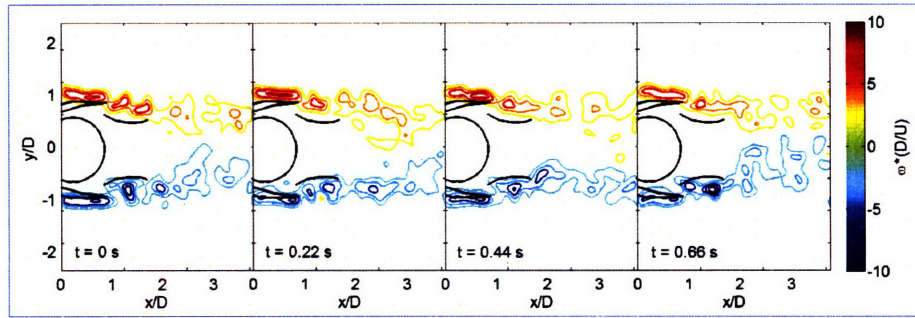 2
1
0
-1
-2
y/D
t = 0 s
t = 0.22 s
t = 0.44 s
t = 0.66 s
0 1 2 3
0 1 2 3
0 1 2 3
0 1 2 3
x/D
x/D
x/D
x/D
10
5
0
-5
-10
ω*(D/U)